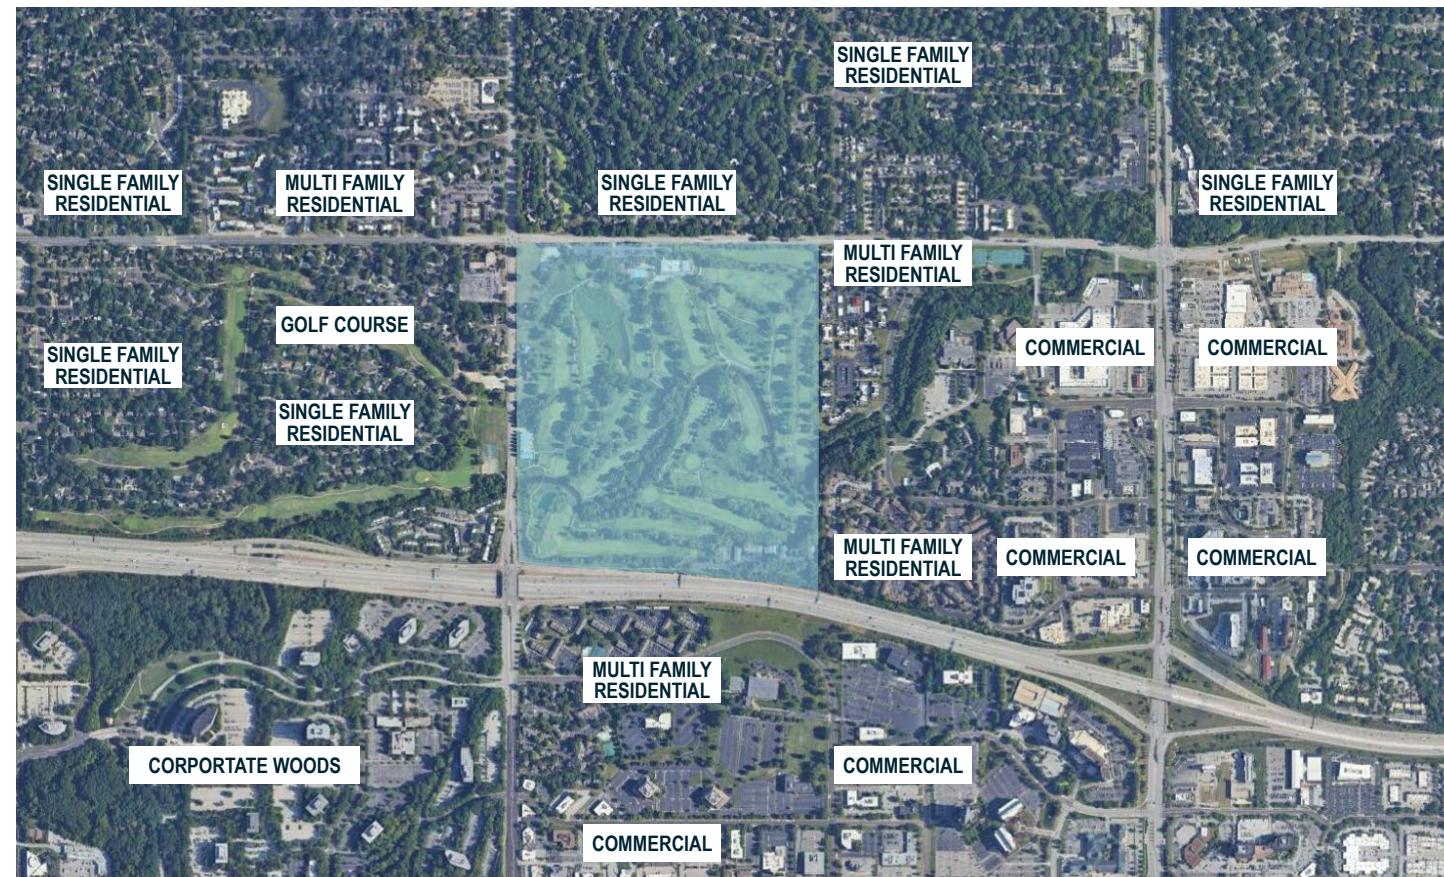 SINGLE FAMILY
RESIDENTIAL
SINGLE FAMILY
RESIDENTIAL
MULTI FAMILY
RESIDENTIAL
SINGLE FAMILY
RESIDENTIAL
SINGLE FAMILY
RESIDENTIAL
MULTI FAMILY
RESIDENTIAL
GOLF COURSE
SINGLE FAMILY
RESIDENTIAL
COMMERCIAL
COMMERCIAL
SINGLE FAMILY
RESIDENTIAL
MULTI FAMILY
RESIDENTIAL
COMMERCIAL
COMMERCIAL
MULTI FAMILY
RESIDENTIAL
CORPORTATE WOODS
COMMERCIAL
COMMERCIAL